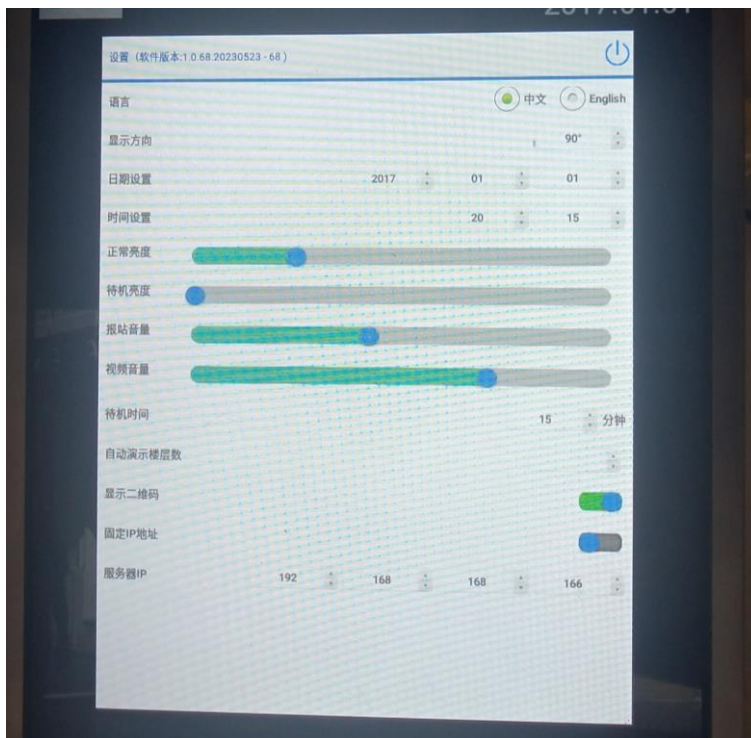 设置（软件版本:1.0.68.20230523-68）
语言 中文 English
显示方向 90°
日期设置 2017 01 01
时间设置 20 15
正常亮度
待机亮度
报站音量
视频音量
待机时间 15 分钟
自动演示楼层数
显示二维码
固定IP地址
服务器IP 192 168 168 166